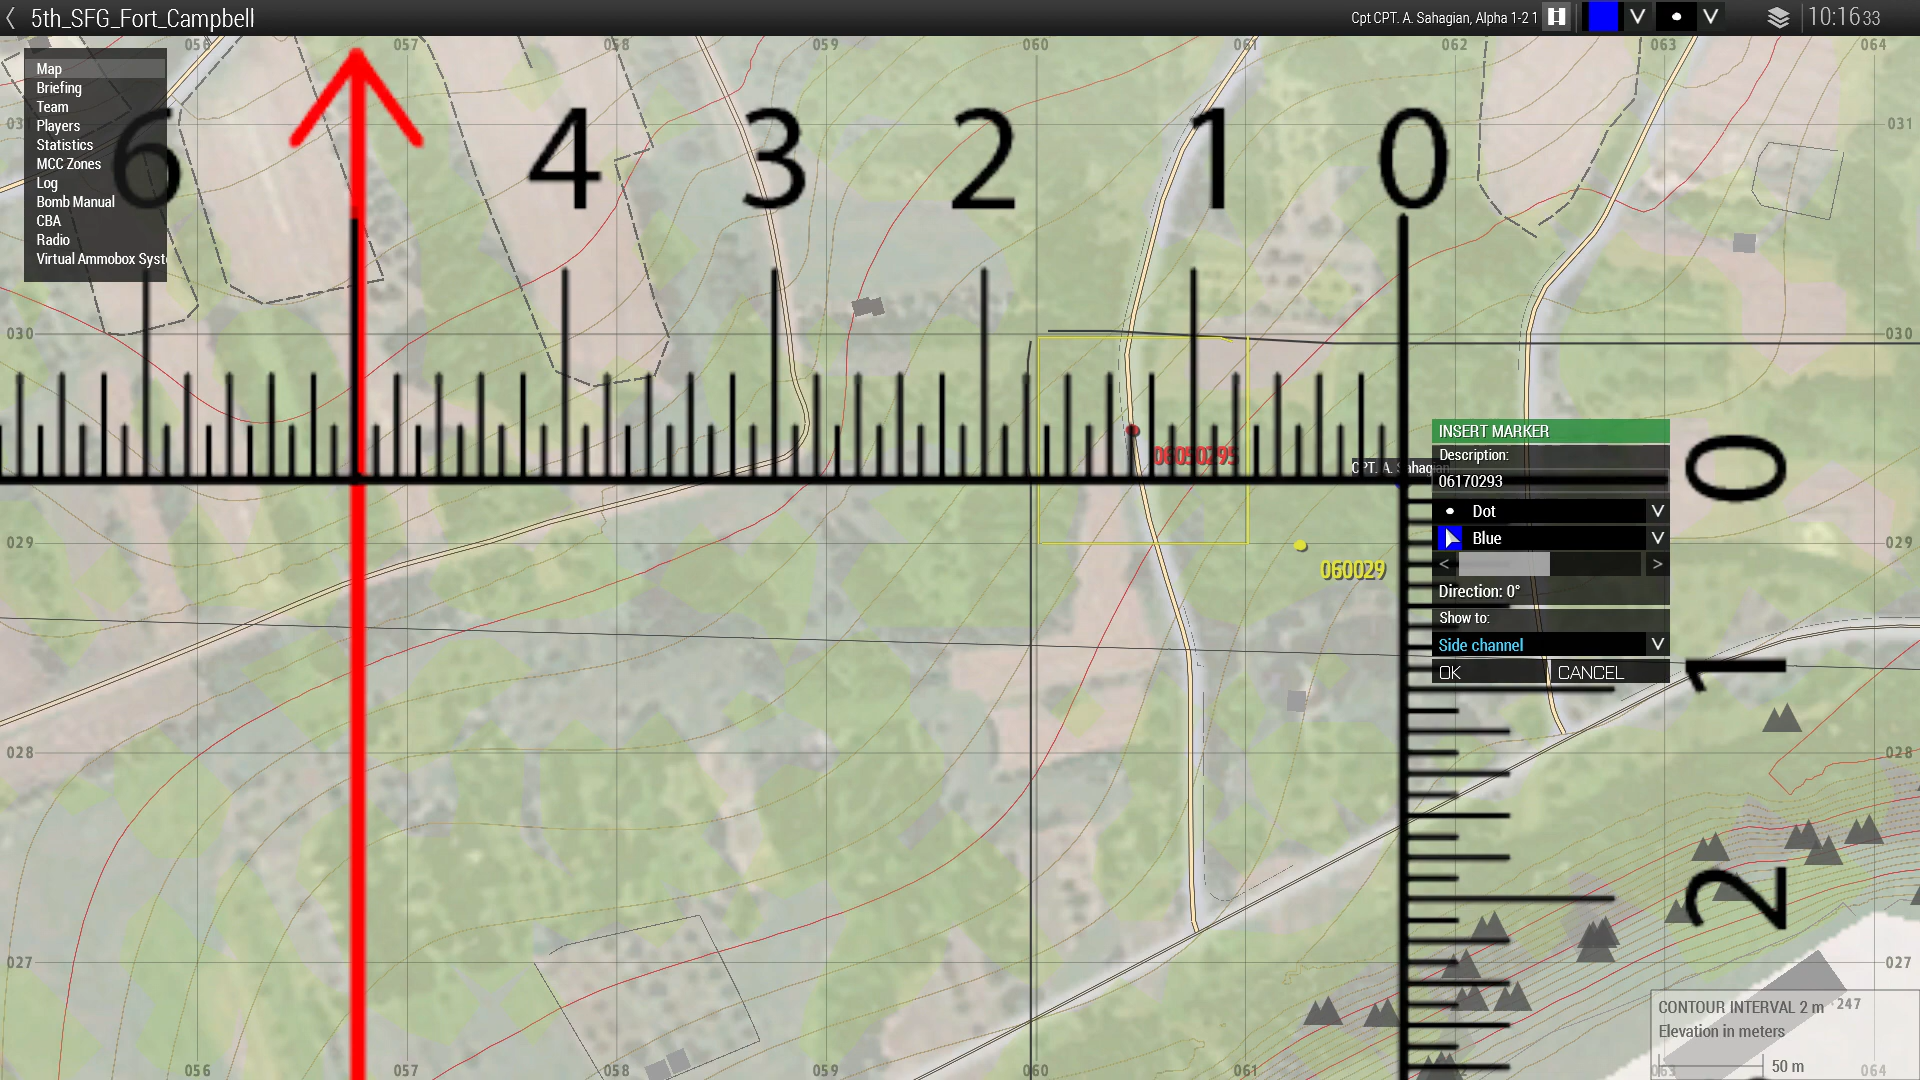 5th_SFG_Fort_Campbell
Cpt CPT. A. Sahagian, Alpha 1-2 1
10:16 33
056 057 058 059 060 061 062 063 064
Map
Briefing
Team
Players
Statistics
MCC Zones
Log
Bomb Manual
CBA
Radio
Virtual Ammobox Syst
031
6 4 3 2 1 0
030 030
INSERT MARKER
Description:
06050295
CPT. A. Sahagian
06170293
0
Dot
Blue
029 029
060029
Direction: 0°
Show to:
Side channel
OK CANCEL
1
028 028
2
027 027
CONTOUR INTERVAL 2 m
247
Elevation in meters
50 m
056 057 058 059 060 061 063 064